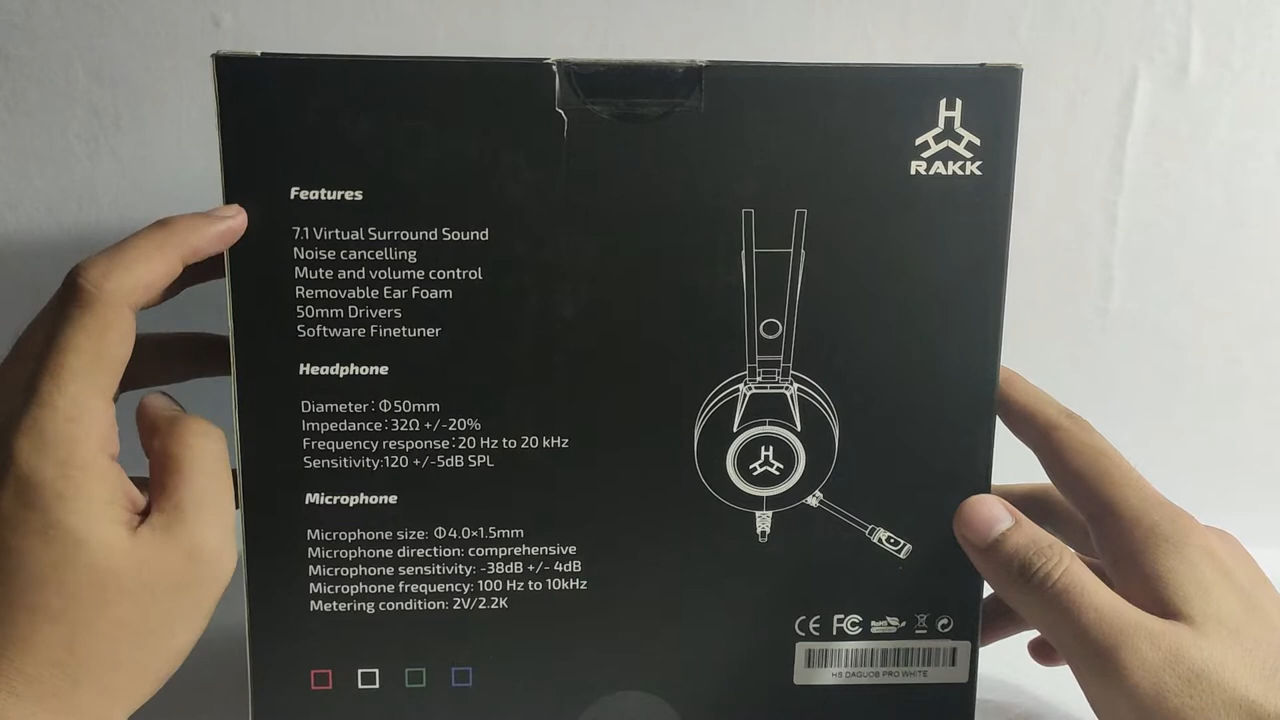 RAKK
Features
7.1 Virtual Surround Sound
Noise cancelling
Mute and volume control
Removable Ear Foam
50mm Drivers
Software Finetuner
Headphone
Diameter: Φ50mm
Impedance:32Ω +/-20%
Frequency response:20 Hz to 20 kHz
Sensitivity:120 +/-5dB SPL
Microphone
Microphone size: Φ4.0×1.5mm
Microphone direction: comprehensive
Microphone sensitivity: -38dB +/- 4dB
Microphone frequency: 100 Hz to 10kHz
Metering condition: 2V/2.2K
CE FC RoHS
HS DAGUOB PRO WHITE